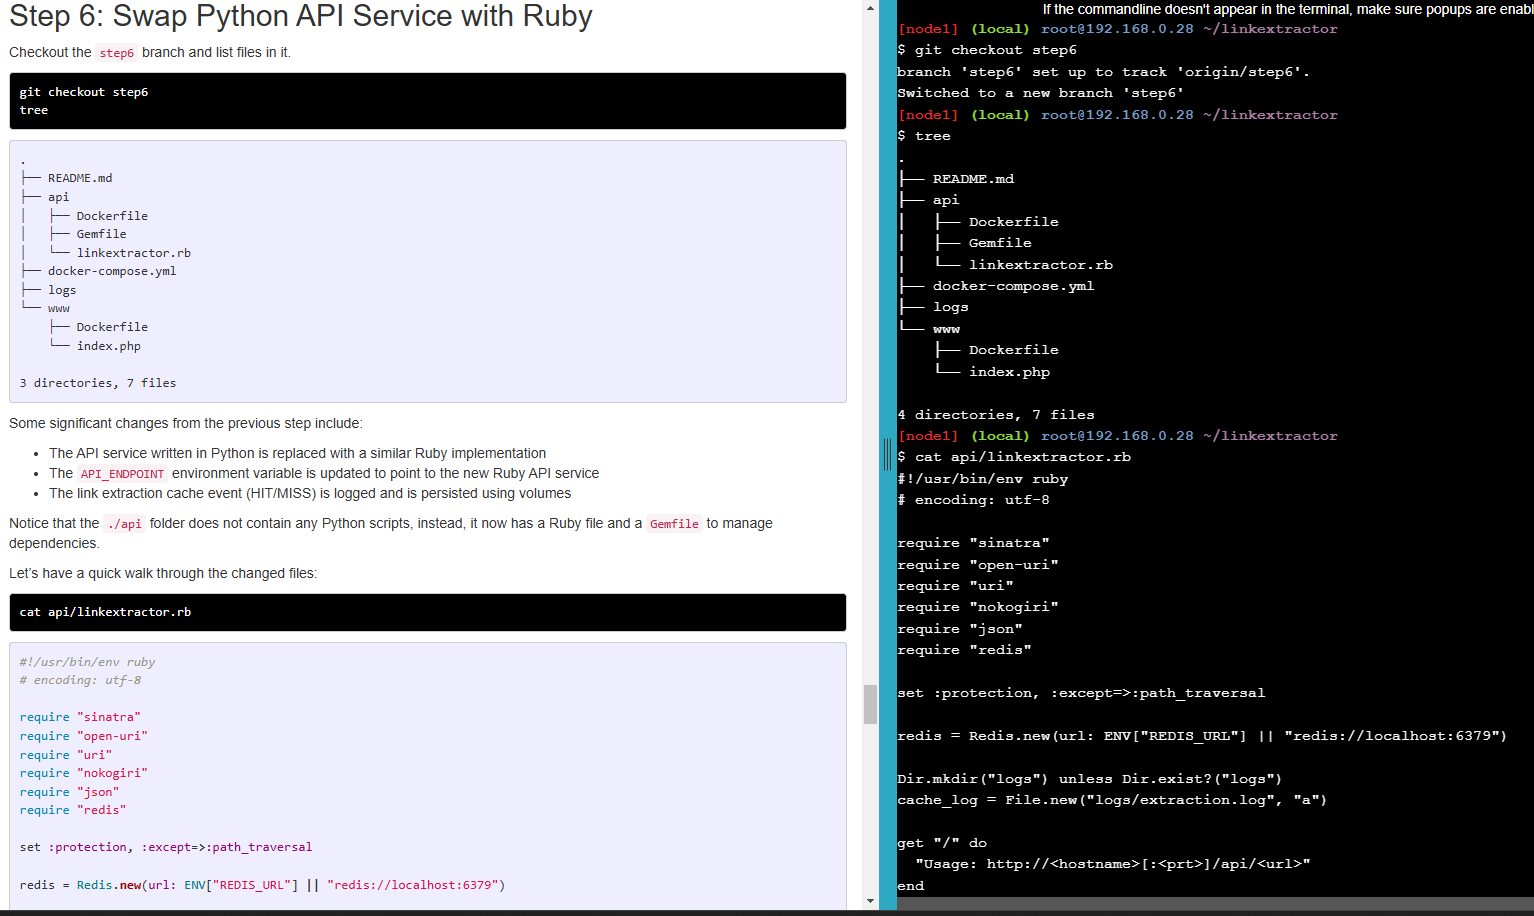 Step 6: Swap Python API Service with Ruby
Checkout the step6 branch and list files in it.
git checkout step6
tree
.
├── README.md
├── api
│   ├── Dockerfile
│   ├── Gemfile
│   └── linkextractor.rb
├── docker-compose.yml
├── logs
└── www
    ├── Dockerfile
    └── index.php
3 directories, 7 files
Some significant changes from the previous step include:
• The API service written in Python is replaced with a similar Ruby implementation
• The API_ENDPOINT environment variable is updated to point to the new Ruby API service
• The link extraction cache event (HIT/MISS) is logged and is persisted using volumes
Notice that the ./api folder does not contain any Python scripts, instead, it now has a Ruby file and a Gemfile to manage
dependencies.
Let's have a quick walk through the changed files:
cat api/linkextractor.rb
#!/usr/bin/env ruby
# encoding: utf-8
require "sinatra"
require "open-uri"
require "uri"
require "nokogiri"
require "json"
require "redis"
set :protection, :except=>:path_traversal
redis = Redis.new(url: ENV["REDIS_URL"] || "redis://localhost:6379")
If the commandline doesn't appear in the terminal, make sure popups are enabl
[node1] (local) root@192.168.0.28 ~/linkextractor
$ git checkout step6
branch 'step6' set up to track 'origin/step6'.
Switched to a new branch 'step6'
[node1] (local) root@192.168.0.28 ~/linkextractor
$ tree
.
├── README.md
├── api
│   ├── Dockerfile
│   ├── Gemfile
│   └── linkextractor.rb
├── docker-compose.yml
├── logs
└── www
    ├── Dockerfile
    └── index.php
4 directories, 7 files
[node1] (local) root@192.168.0.28 ~/linkextractor
$ cat api/linkextractor.rb
#!/usr/bin/env ruby
# encoding: utf-8
require "sinatra"
require "open-uri"
require "uri"
require "nokogiri"
require "json"
require "redis"
set :protection, :except=>:path_traversal
redis = Redis.new(url: ENV["REDIS_URL"] || "redis://localhost:6379")
Dir.mkdir("logs") unless Dir.exist?("logs")
cache_log = File.new("logs/extraction.log", "a")
get "/" do
  "Usage: http://<hostname>[:<prt>]/api/<url>"
end